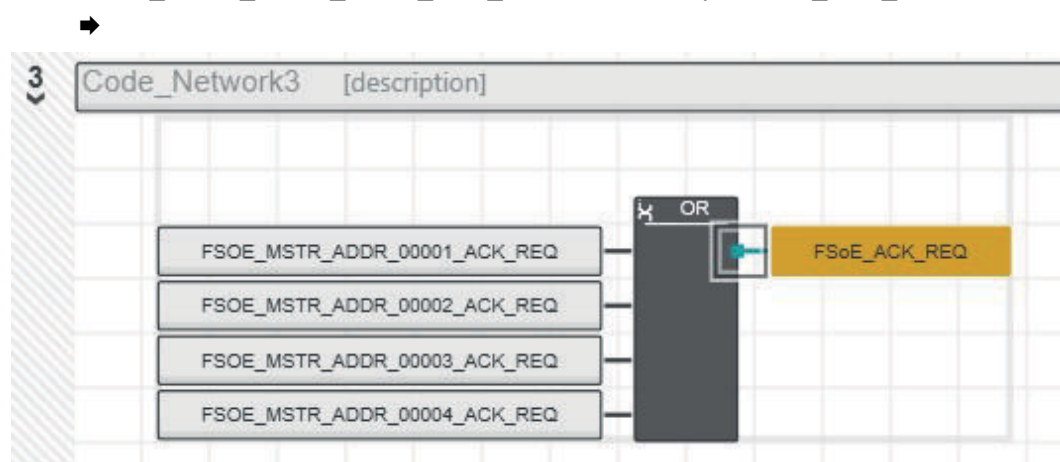 3
Code_Network3 [description]
OR
FSOE_MSTR_ADDR_00001_ACK_REQ
FSoE_ACK_REQ
FSOE_MSTR_ADDR_00002_ACK_REQ
FSOE_MSTR_ADDR_00003_ACK_REQ
FSOE_MSTR_ADDR_00004_ACK_REQ